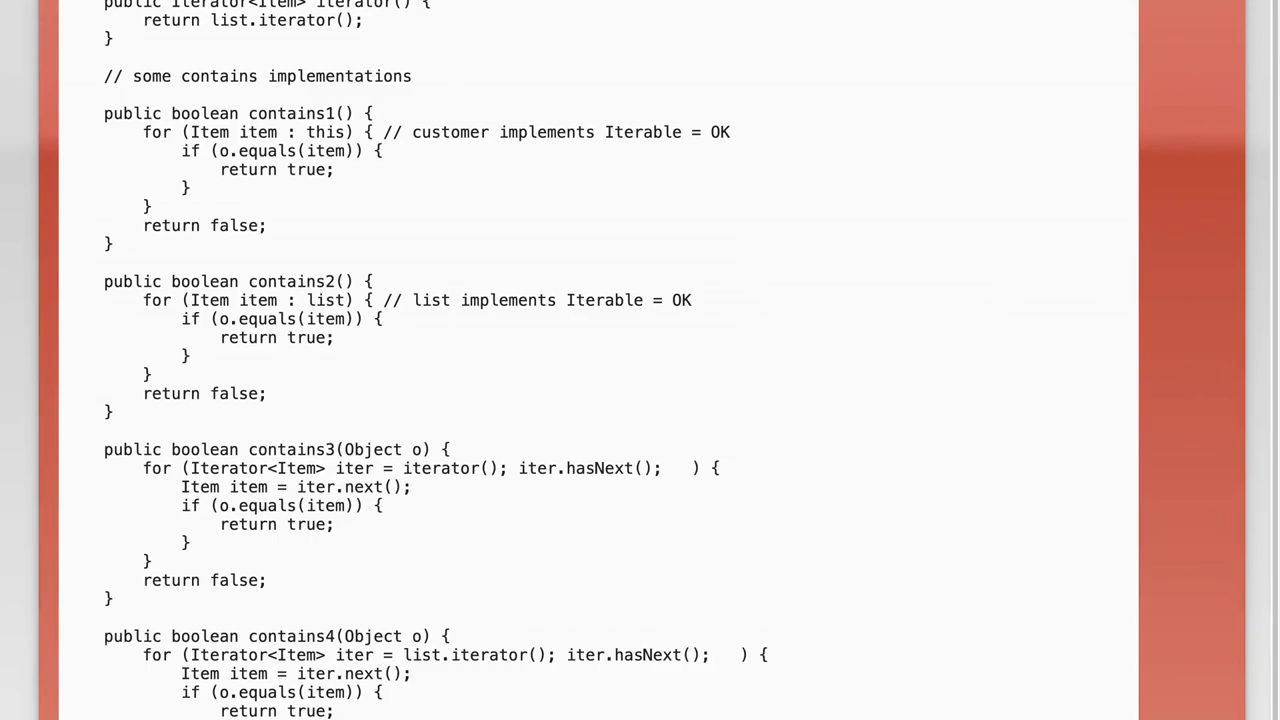 public Iterator<Item> iterator() {
return list.iterator();
}
// some contains implementations
public boolean contains1() {
for (Item item : this) { // customer implements Iterable = OK
if (o.equals(item)) {
return true;
}
}
return false;
}
public boolean contains2() {
for (Item item : list) { // list implements Iterable = OK
if (o.equals(item)) {
return true;
}
}
return false;
}
public boolean contains3(Object o) {
for (Iterator<Item> iter = iterator(); iter.hasNext();   ) {
Item item = iter.next();
if (o.equals(item)) {
return true;
}
}
return false;
}
public boolean contains4(Object o) {
for (Iterator<Item> iter = list.iterator(); iter.hasNext();   ) {
Item item = iter.next();
if (o.equals(item)) {
return true;